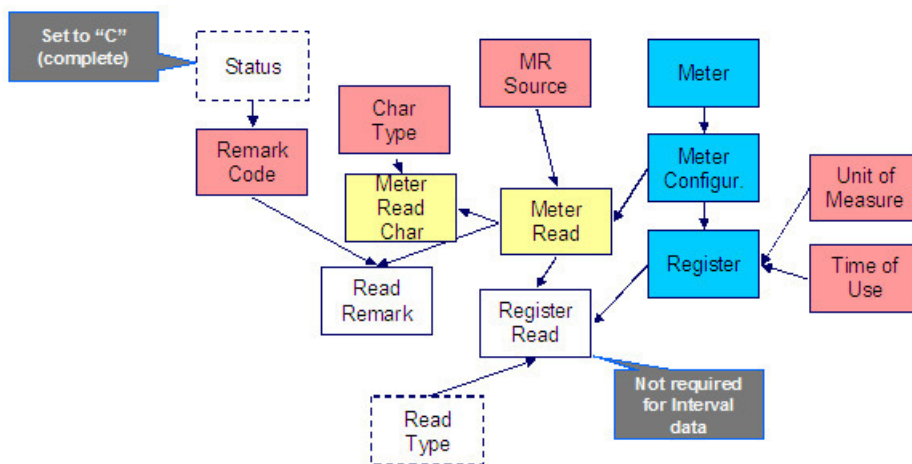 Set to “C”
(complete)
Status
MR
Source
Meter
Char
Type
Remark
Code
Meter
Configur.
Unit of
Measure
Meter
Read
Char
Meter
Read
Register
Time of
Use
Read
Remark
Register
Read
Not required
for Interval
data
Read
Type